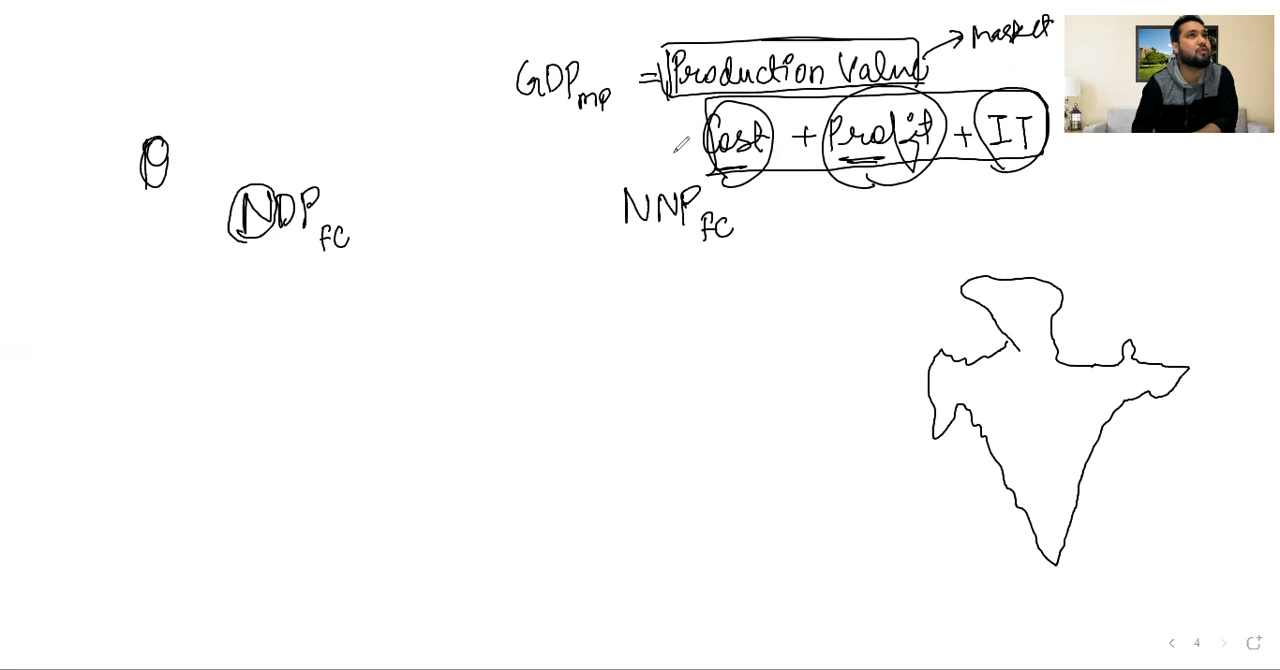 market
GDPmp = Production Value
Cost + Profit + IT
NDPFC
NNPFC
4